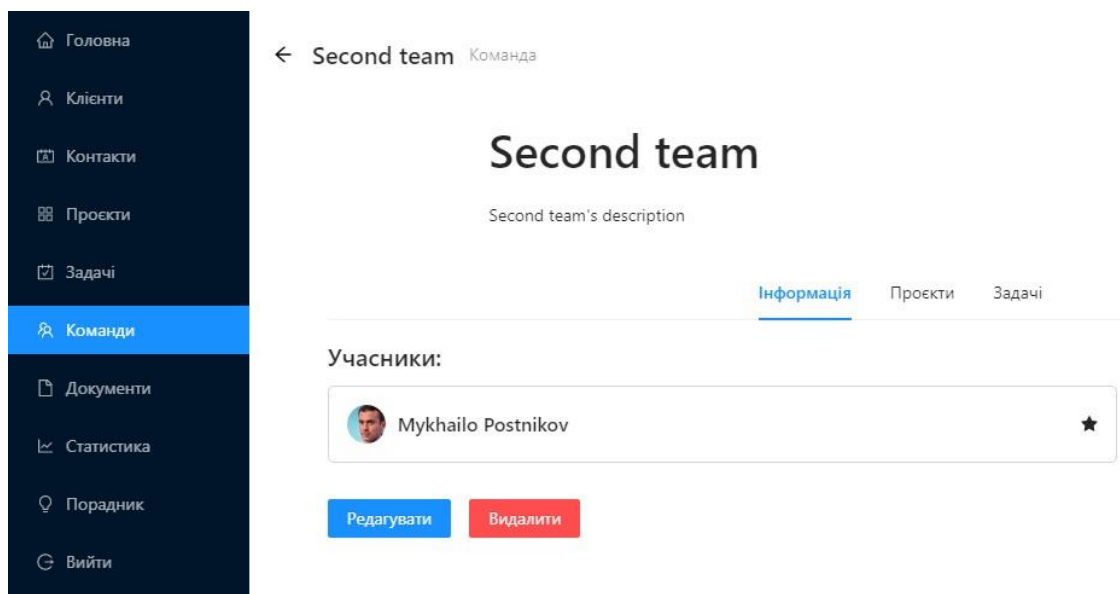 Головна
Клієнти
Контакти
Проєкти
Задачі
Команди
Документи
Статистика
Порадник
Вийти
Second team Команда
Second team
Second team's description
Інформація Проєкти Задачі
Учасники:
Mykhailo Postnikov
Редагувати Видалити